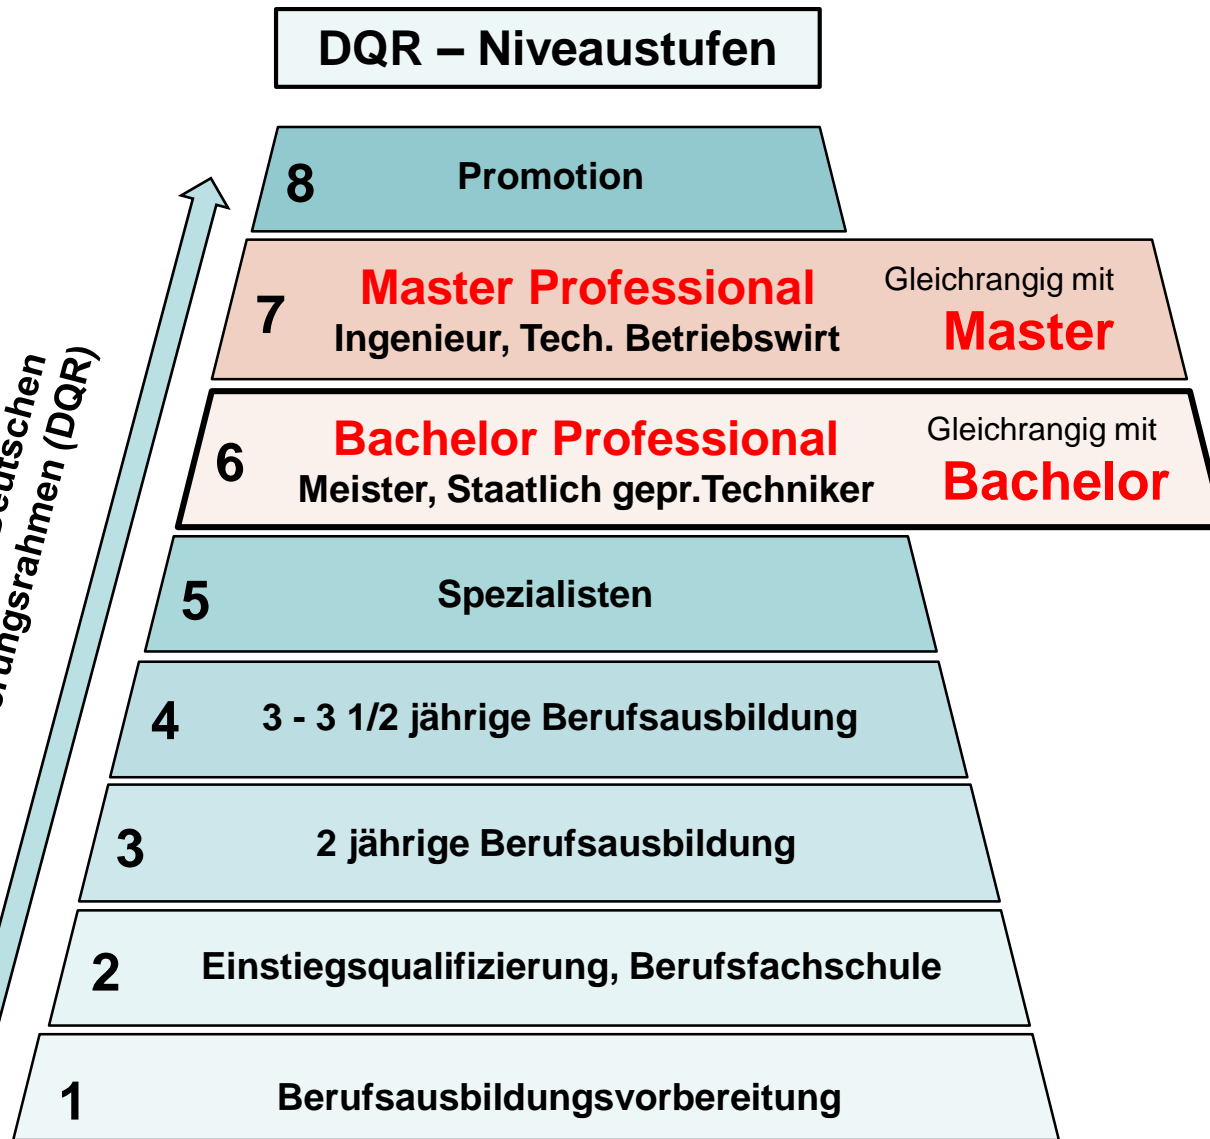 DQR – Niveaustufen
8 Promotion
7 Master Professional
Ingenieur, Tech. Betriebswirt
Gleichrangig mit
Master
6 Bachelor Professional
Meister, Staatlich gepr.Techniker
Gleichrangig mit
Bachelor
5 Spezialisten
4 3 - 3 1/2 jährige Berufsausbildung
3 2 jährige Berufsausbildung
2 Einstiegsqualifizierung, Berufsfachschule
1 Berufsausbildungsvorbereitung
(DQR)